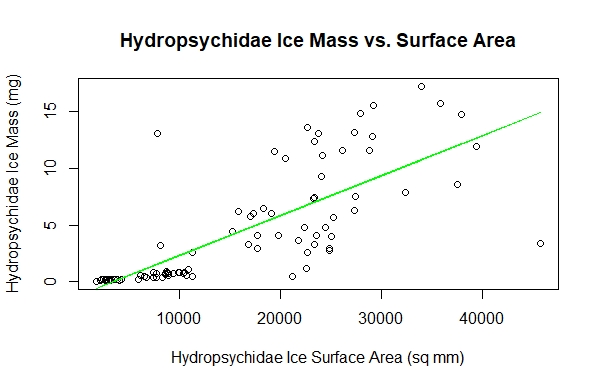 Hydropsychidae Ice Mass vs. Surface Area
Hydropsychidae Ice Mass (mg)
15
10
5
0
10000 20000 30000 40000
Hydropsychidae Ice Surface Area (sq mm)